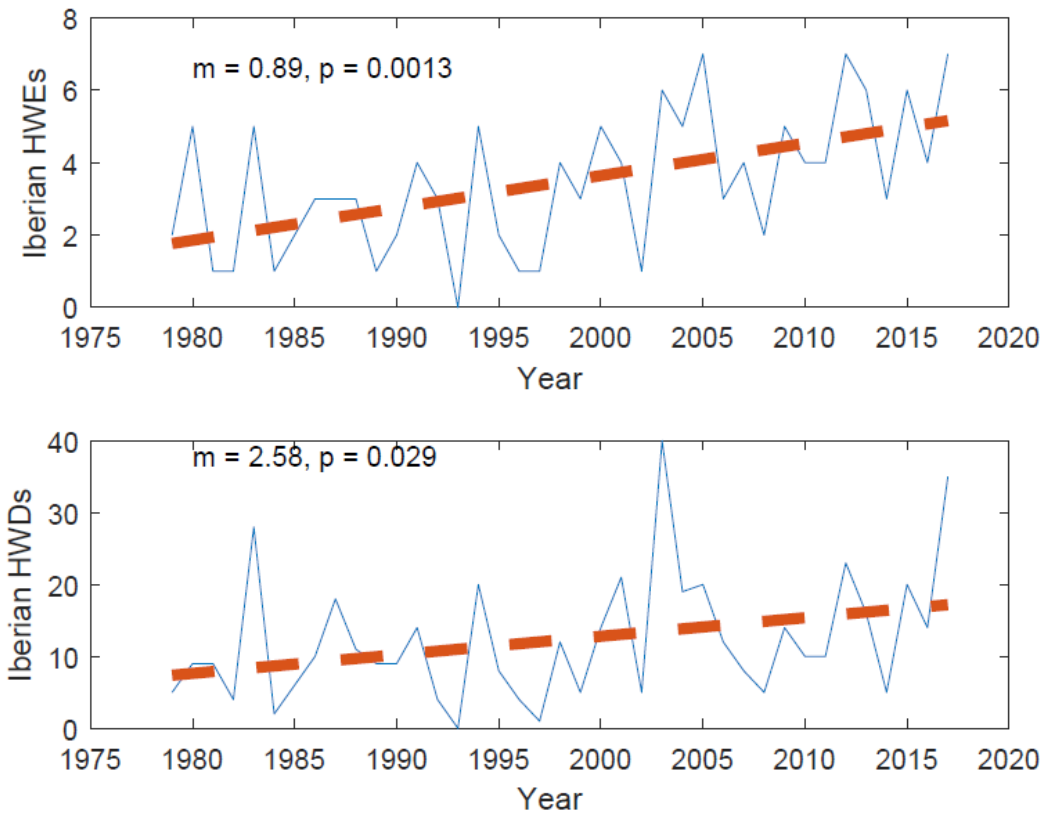 8
6
4
2
0
Iberian HWEs
m = 0.89, p = 0.0013
1975 1980 1985 1990 1995 2000 2005 2010 2015 2020
Year
40
30
20
10
0
Iberian HWDs
m = 2.58, p = 0.029
1975 1980 1985 1990 1995 2000 2005 2010 2015 2020
Year